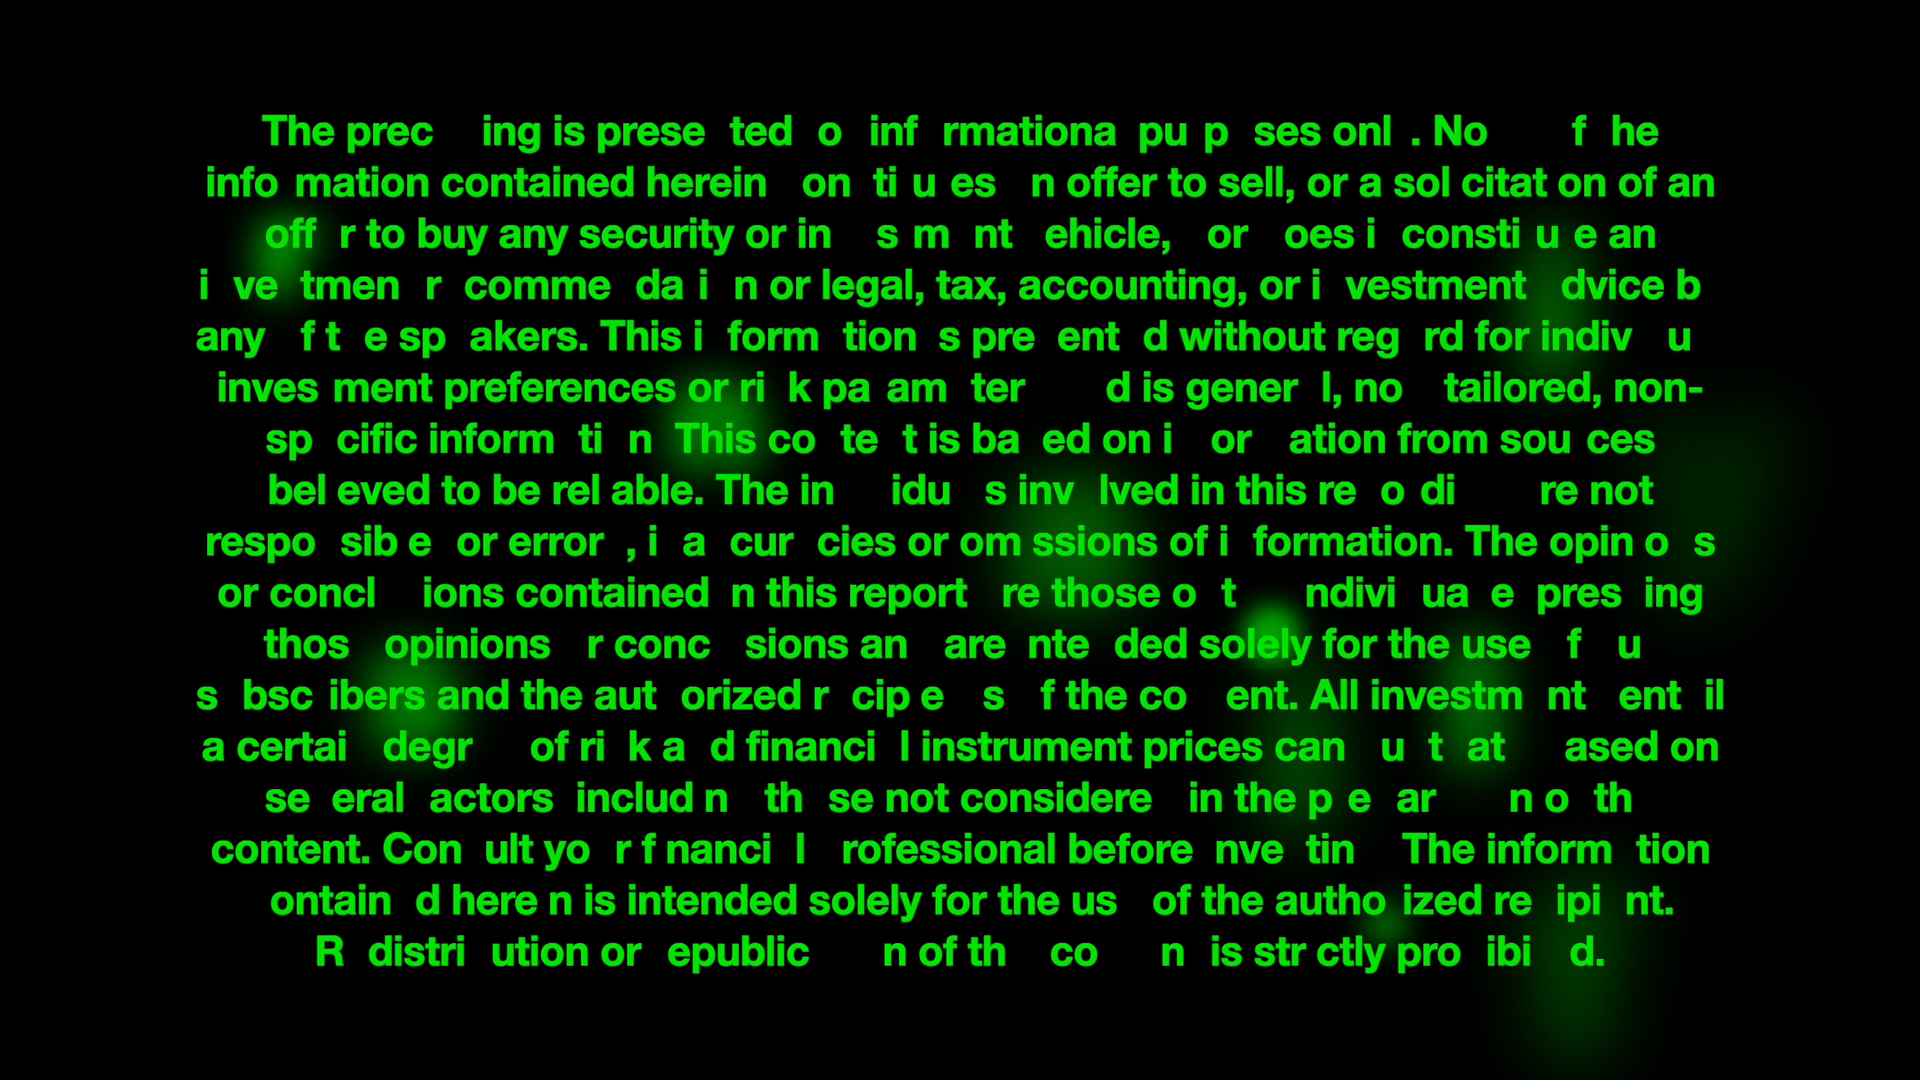 The prec ing is prese ted o inf rmationa pu p ses onl . No f he
info mation contained herein on ti u es n offer to sell, or a sol citat on of an
off r to buy any security or in s m nt ehicle, or oes i consti u e an
i ve tmen r comme da i n or legal, tax, accounting, or i vestment dvice b
any f t e sp akers. This i form tion s pre ent d without reg rd for indiv u
inves ment preferences or ri k pa am ter d is gener l, no tailored, non-
sp cific inform ti n This co te t is ba ed on i or ation from sou ces
bel eved to be rel able. The in idu s inv lved in this re o di re not
respo sib e or error , i a cur cies or om ssions of i formation. The opin o s
or concl ions contained n this report re those o t ndivi ua e pres ing
thos opinions r conc sions an are nte ded solely for the use f u
s bsc ibers and the aut orized r cip e s f the co ent. All investm nt ent il
a certai degr of ri k a d financi l instrument prices can u t at ased on
se eral actors includ n th se not considere in the p e ar n o th
content. Con ult yo r f nanci l rofessional before nve tin The inform tion
ontain d here n is intended solely for the us of the autho ized re ipi nt.
R distri ution or epublic n of th co n is str ctly pro ibi d.